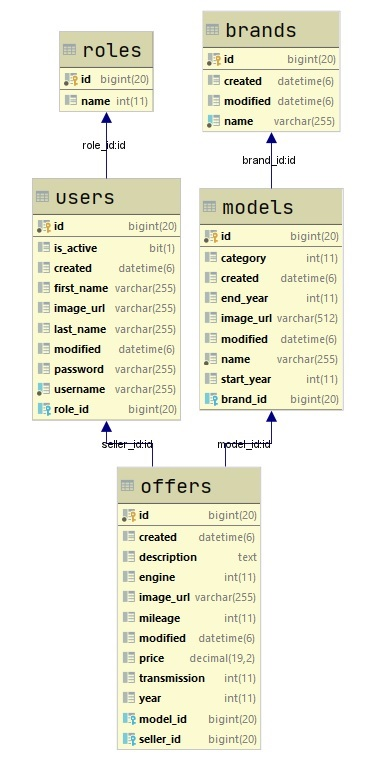 roles
id bigint(20)
name int(11)
role_id:id
brands
id bigint(20)
created datetime(6)
modified datetime(6)
name varchar(255)
brand_id:id
users
id bigint(20)
is_active bit(1)
created datetime(6)
first_name varchar(255)
image_url varchar(255)
last_name varchar(255)
modified datetime(6)
password varchar(255)
username varchar(255)
role_id bigint(20)
models
id bigint(20)
category int(11)
created datetime(6)
end_year int(11)
image_url varchar(512)
modified datetime(6)
name varchar(255)
start_year int(11)
brand_id bigint(20)
seller_id:id
model_id:id
offers
id bigint(20)
created datetime(6)
description text
engine int(11)
image_url varchar(255)
mileage int(11)
modified datetime(6)
price decimal(19,2)
transmission int(11)
year int(11)
model_id bigint(20)
seller_id bigint(20)